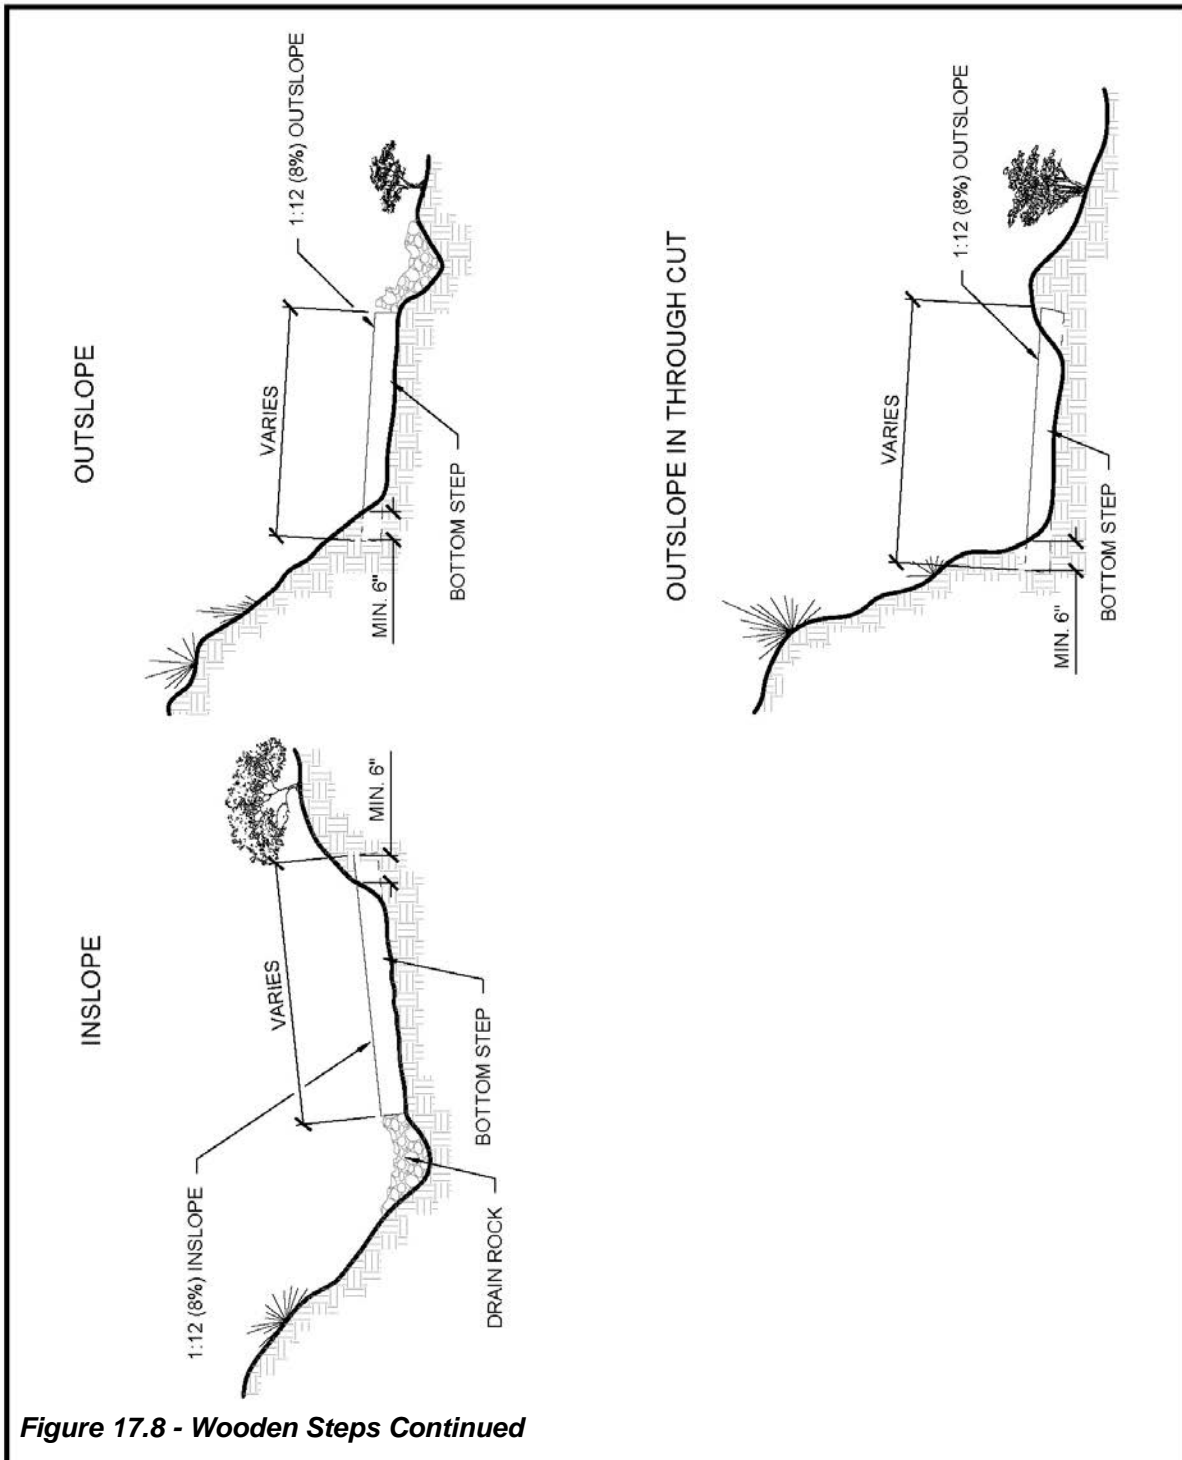 INSLOPE
1:12 (8%) INSLOPE
VARIES
MIN. 6"
BOTTOM STEP
DRAIN ROCK
OUTSLOPE
1:12 (8%) OUTSLOPE
VARIES
MIN. 6"
BOTTOM STEP
OUTSLOPE IN THROUGH CUT
1:12 (8%) OUTSLOPE
VARIES
MIN. 6"
BOTTOM STEP
Figure 17.8 - Wooden Steps Continued